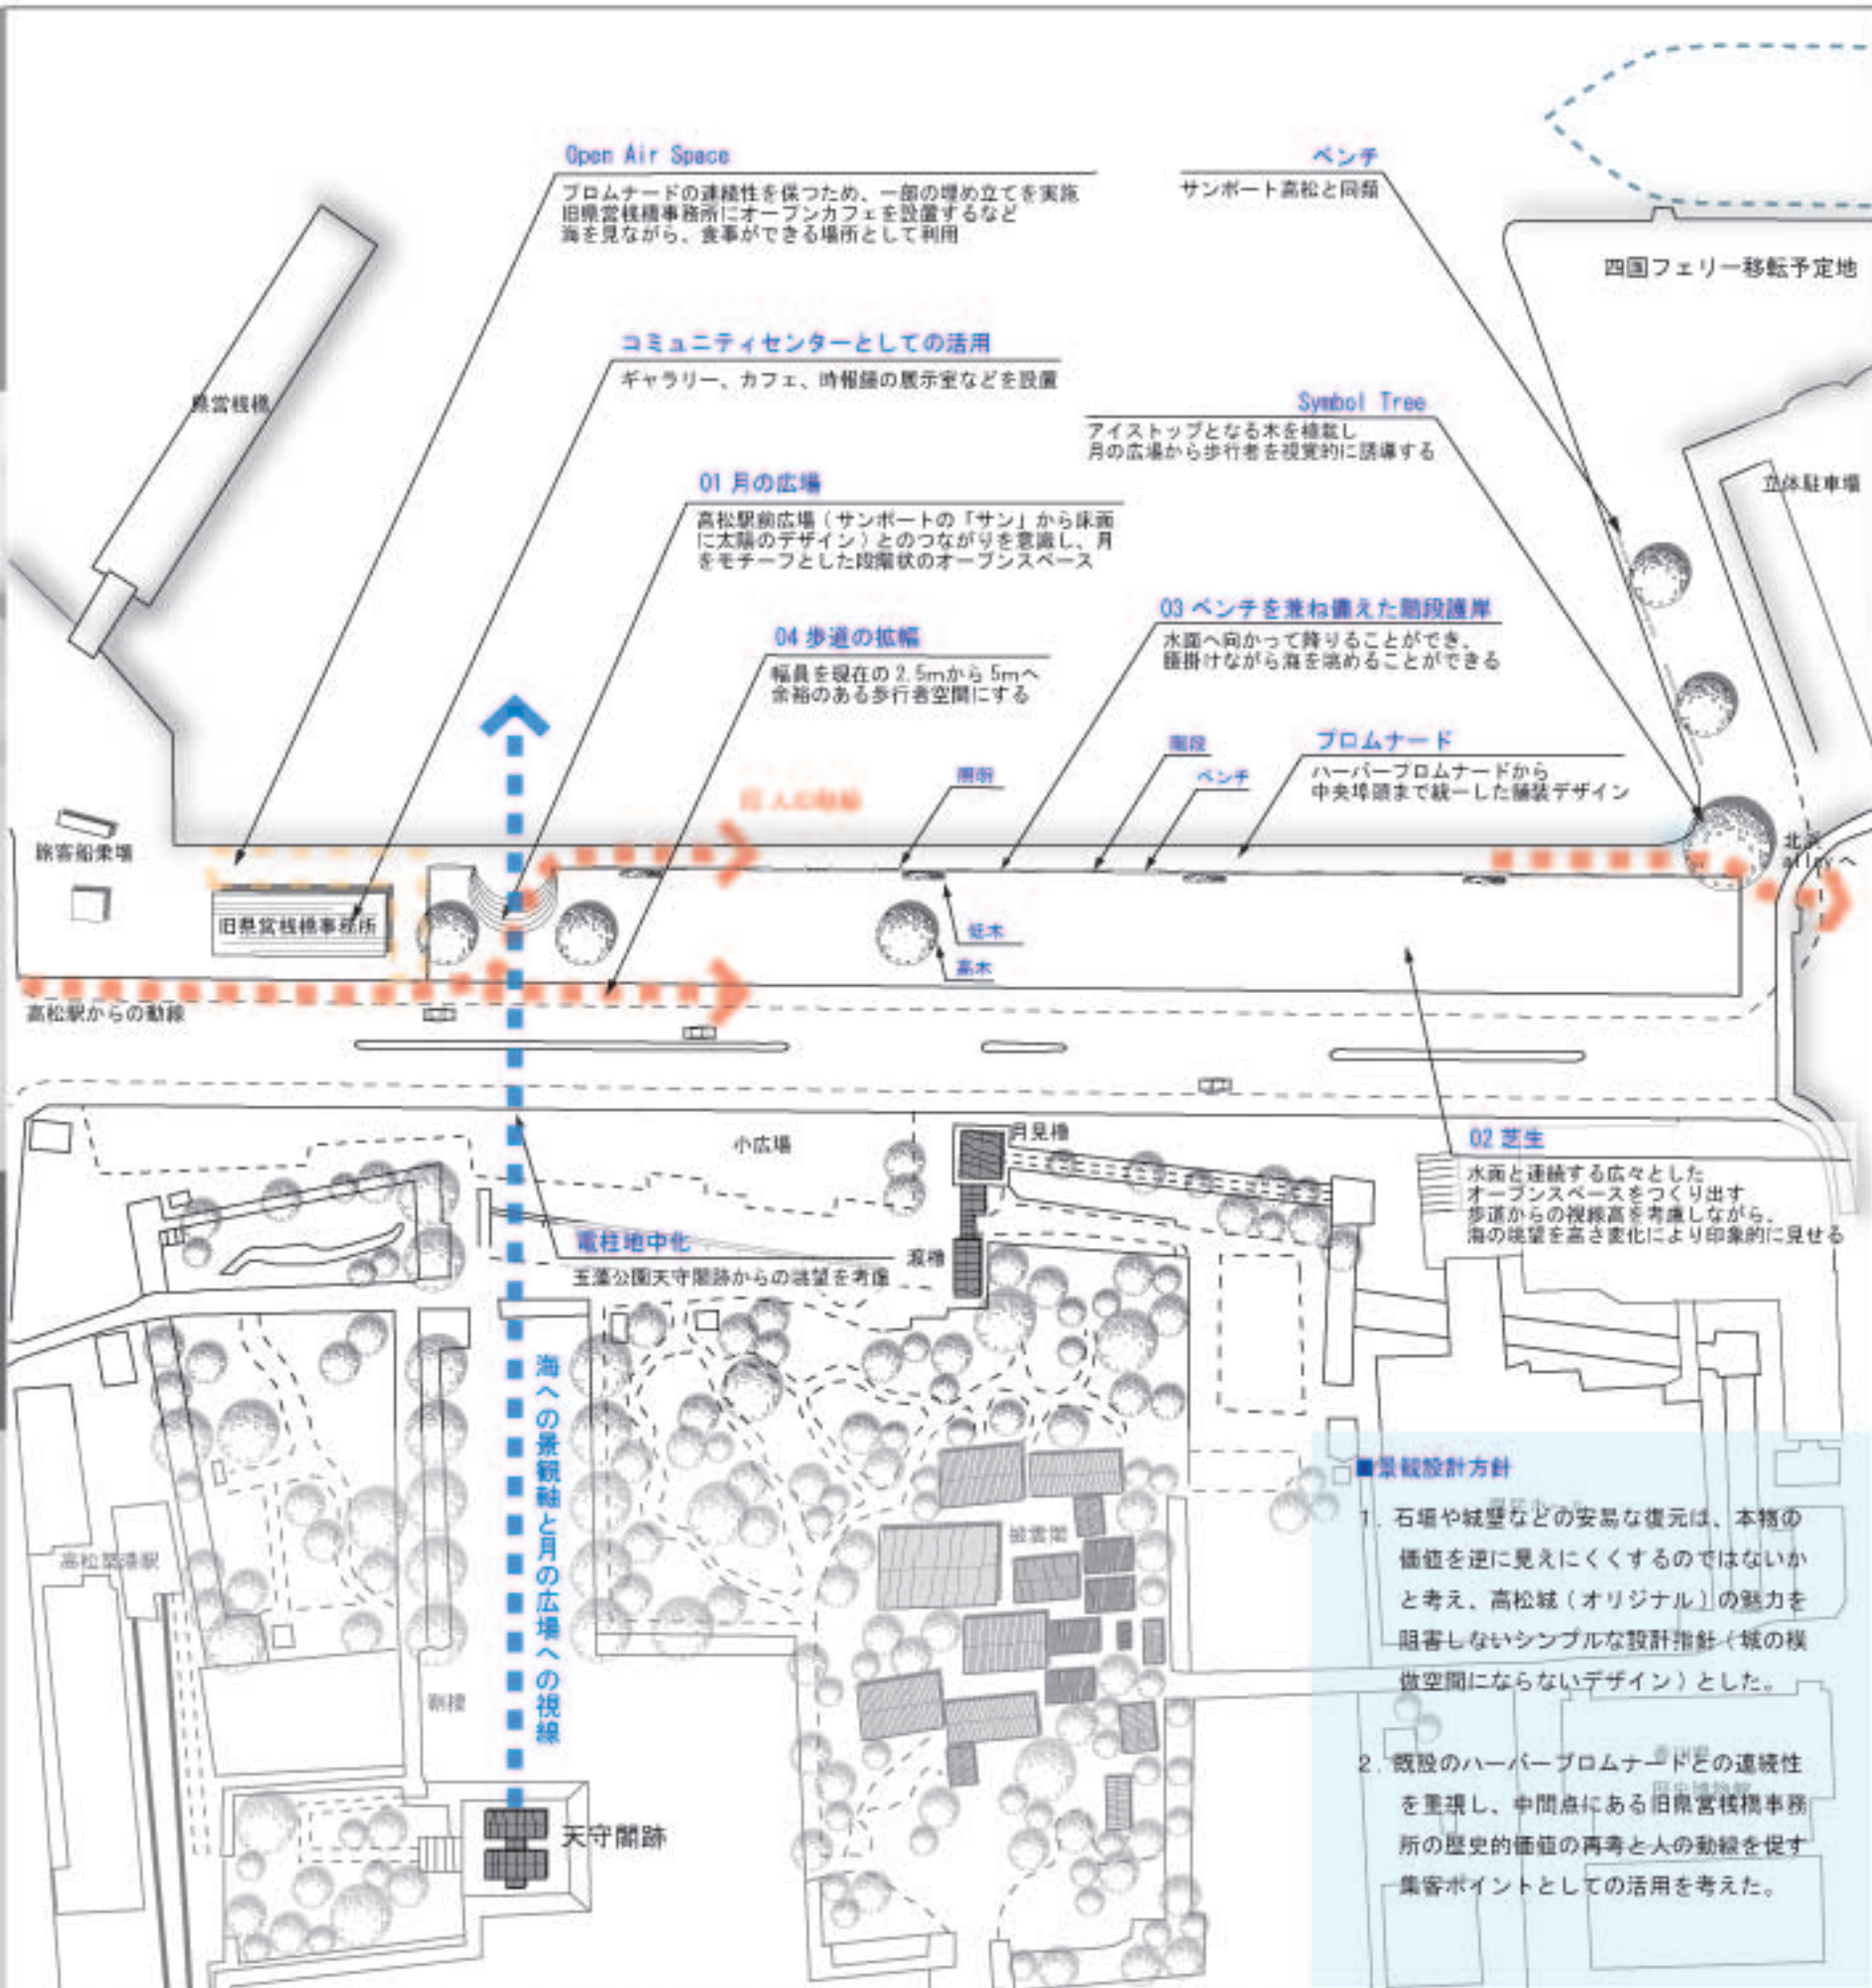 Open Air Space
プロムナードの連続性を保つため、一部の埋め立てを実施
旧県営桟橋事務所にオープンカフェを設置するなど
海を見ながら、食事ができる場所として利用
ベンチ
サンポート高松と同類
四国フェリー移転予定地
県営桟橋
コミュニティセンターとしての活用
ギャラリー、カフェ、時報鐘の展示室などを設置
Symbol Tree
アイストップとなる木を植栽し
月の広場から歩行者を視覚的に誘導する
立体駐車場
01 月の広場
高松駅前広場（サンポートの「サン」から床面
に太陽のデザイン）とのつながりを意識し、月
をモチーフとした段階状のオープンスペース
03 ベンチを兼ね備えた階段護岸
水面へ向かって降りることができ、
腰掛けながら海を眺めることができる
04 歩道の拡幅
幅員を現在の 2.5mから 5mへ
余裕のある歩行者空間にする
階段
プロムナード
ハーバープロムナードから
中央埠頭まで統一した舗装デザイン
照明
ベンチ
旅客船乗場
北浜
alleyへ
旧県営桟橋事務所
低木
高木
高松駅からの動線
小広場
月見櫓
02 芝生
水面と連続する広々とした
オープンスペースをつくり出す
歩道からの視線高を考慮しながら、
海の眺望を高さ変化により印象的に見せる
電柱地中化
玉藻公園天守閣跡からの眺望を考慮
渡櫓
海への景観軸と月の広場への視線
披雲閣
高松築港駅
鞘橋
天守閣跡
■景観設計方針
1. 石垣や城壁などの安易な復元は、本物の
価値を逆に見えにくくするのではないか
と考え、高松城（オリジナル）の魅力を
阻害しないシンプルな設計指針（城の模
倣空間にならないデザイン）とした。
2. 既設のハーバープロムナードとの連続性
を重視し、中間点にある旧県営桟橋事務
所の歴史的価値の再考と人の動線を促す
集客ポイントとしての活用を考えた。